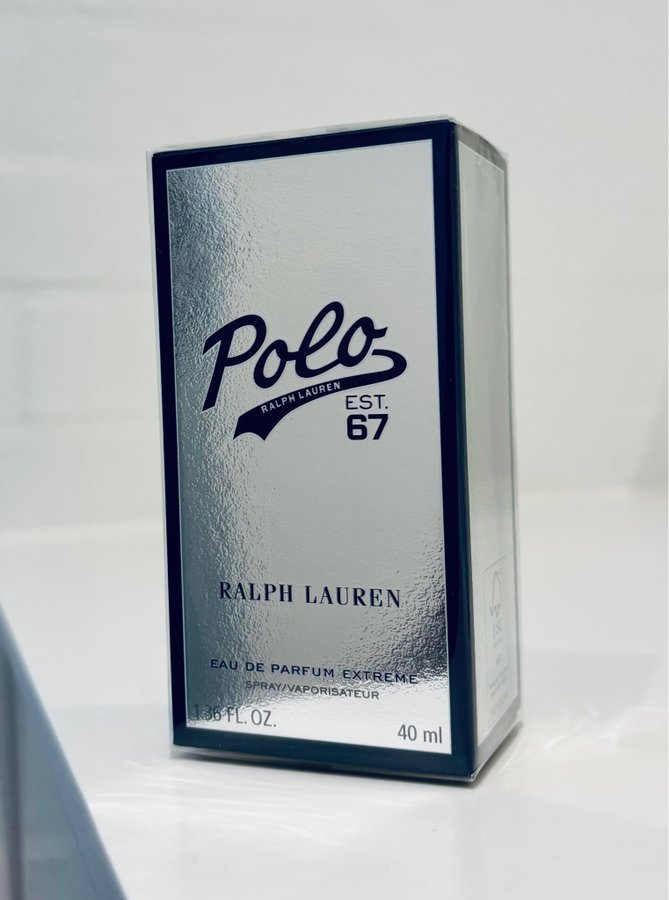 Polo
RALPH LAUREN
EST.
67
RALPH LAUREN
EAU DE PARFUM EXTREME
SPRAY/VAPORISATEUR
1.36 FL. OZ.
40 ml